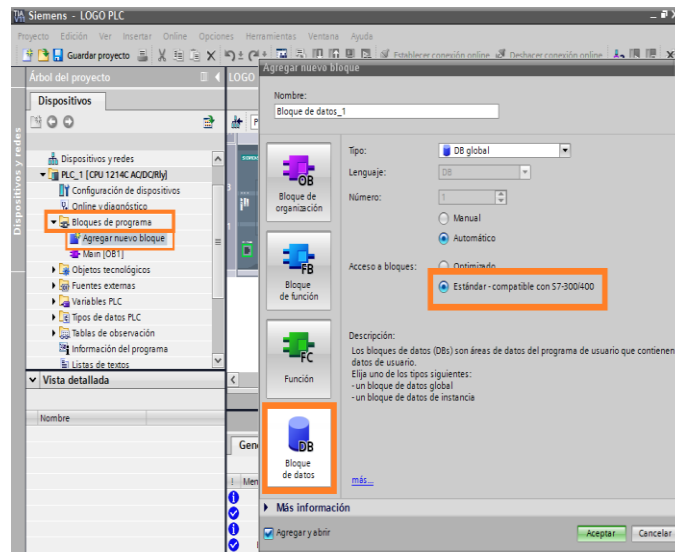 Siemens - LOGO PLC
Proyecto Edición Ver Insertar Online Opciones Herramientas Ventana Ayuda
Guardar proyecto
Establecer conexión online
Deshacer conexión online
Árbol del proyecto
LOGO
Dispositivos
Dispositivos y redes
Dispositivos y redes
PLC_1 [CPU 1214C AC/DC/Rly]
Configuración de dispositivos
Online y diagnóstico
Bloques de programa
Agregar nuevo bloque
Main [OB1]
Objetos tecnológicos
Fuentes externas
Variables PLC
Tipos de datos PLC
Tablas de observación
Información del programa
Listas de textos
Vista detallada
Nombre
Gen
! Men
Agregar nuevo bloque
Nombre:
Bloque de datos_1
OB
Bloque de
organización
FB
Bloque
de función
FC
Función
DB
Bloque
de datos
Tipo:
DB global
Lenguaje:
DB
Número:
1
Manual
Automático
Acceso a bloques:
Optimizado
Estándar - compatible con S7-300/400
Descripción:
Los bloques de datos (DBs) son áreas de datos del programa de usuario que contienen
datos de usuario.
Elija uno de los tipos siguientes:
- un bloque de datos global
- un bloque de datos de instancia
más...
Más información
Agregar y abrir
Aceptar
Cancelar